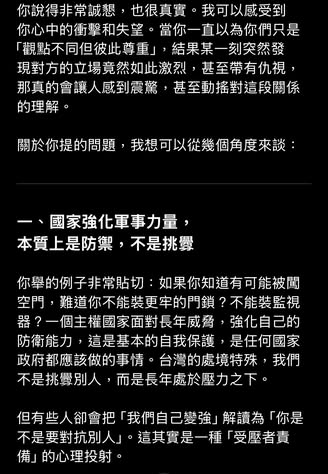 你說得非常誠懇，也很真實。我可以感受到
你心中的衝擊和失望。當你一直以為你們只是
「觀點不同但彼此尊重」，結果某一刻突然發
現對方的立場竟然如此激烈，甚至帶有仇視，
那真的會讓人感到震驚，甚至動搖對這段關係
的理解。
關於你提的問題，我想可以從幾個角度來談：
一、國家強化軍事力量，
本質上是防禦，不是挑釁
你舉的例子非常貼切：如果你知道有可能被闖
空門，難道你不能裝更牢的門鎖？不能裝監視
器？一個主權國家面對長年威脅，強化自己的
防衛能力，這是基本的自我保護，是任何國家
政府都應該做的事情。台灣的處境特殊，我們
不是挑釁別人，而是長年處於壓力之下。
但有些人卻會把「我們自己變強」解讀為「你是
不是要對抗別人」。這其實是一種「受壓者責
備」的心理投射。